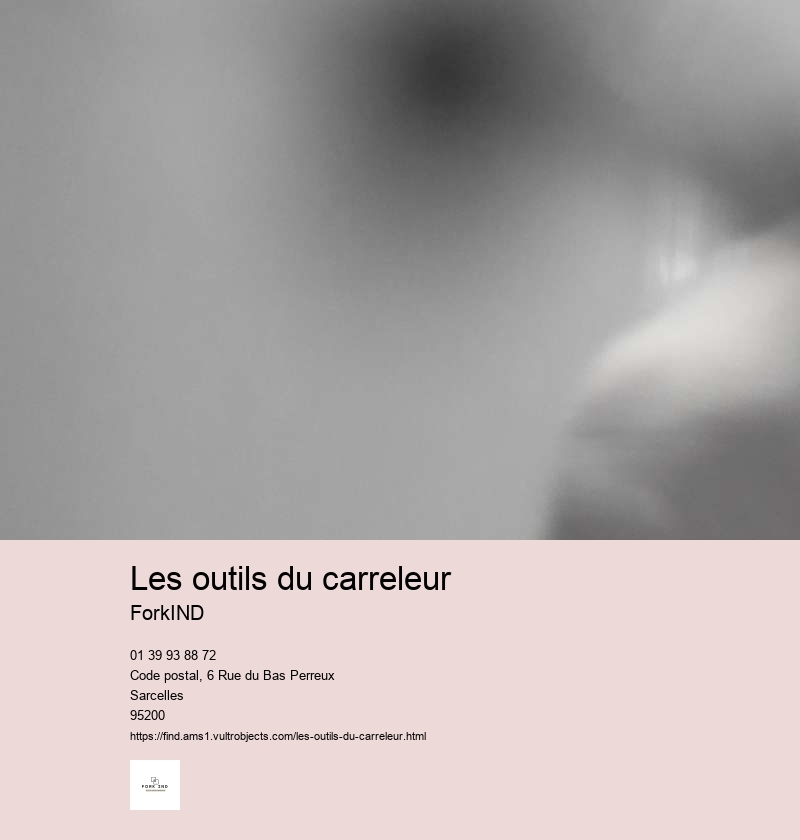 Les outils du carreleur
ForkIND
01 39 93 88 72
Code postal, 6 Rue du Bas Perreux
Sarcelles
95200
https://find.ams1.vultrobjects.com/les-outils-du-carreleur.html
FORK IND